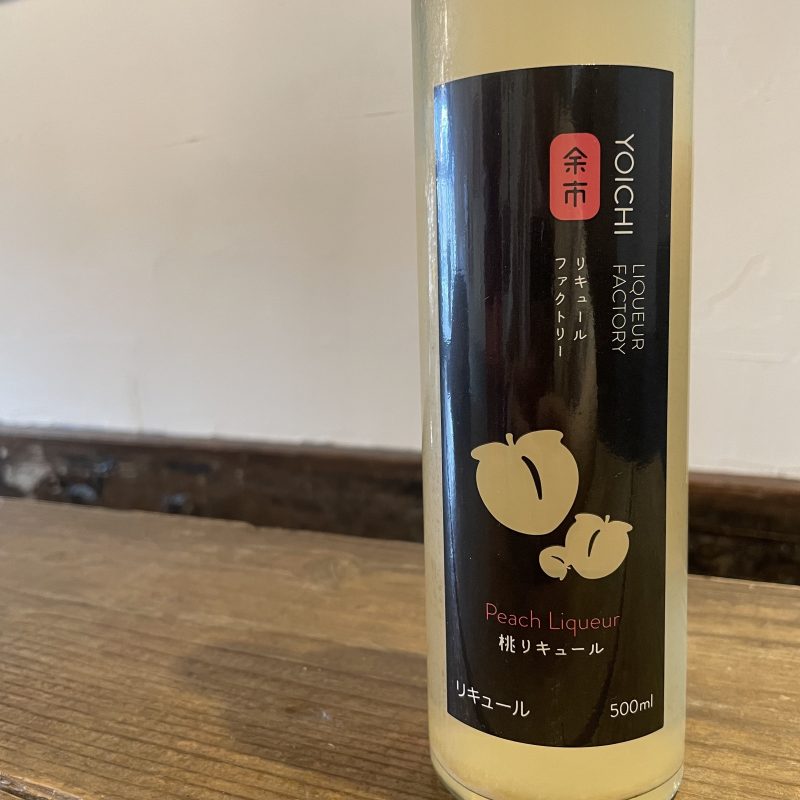 余市
YOICHI
LIQUEUR
FACTORY
リキュール
ファクトリー
Peach Liqueur
桃リキュール
リキュール
500ml